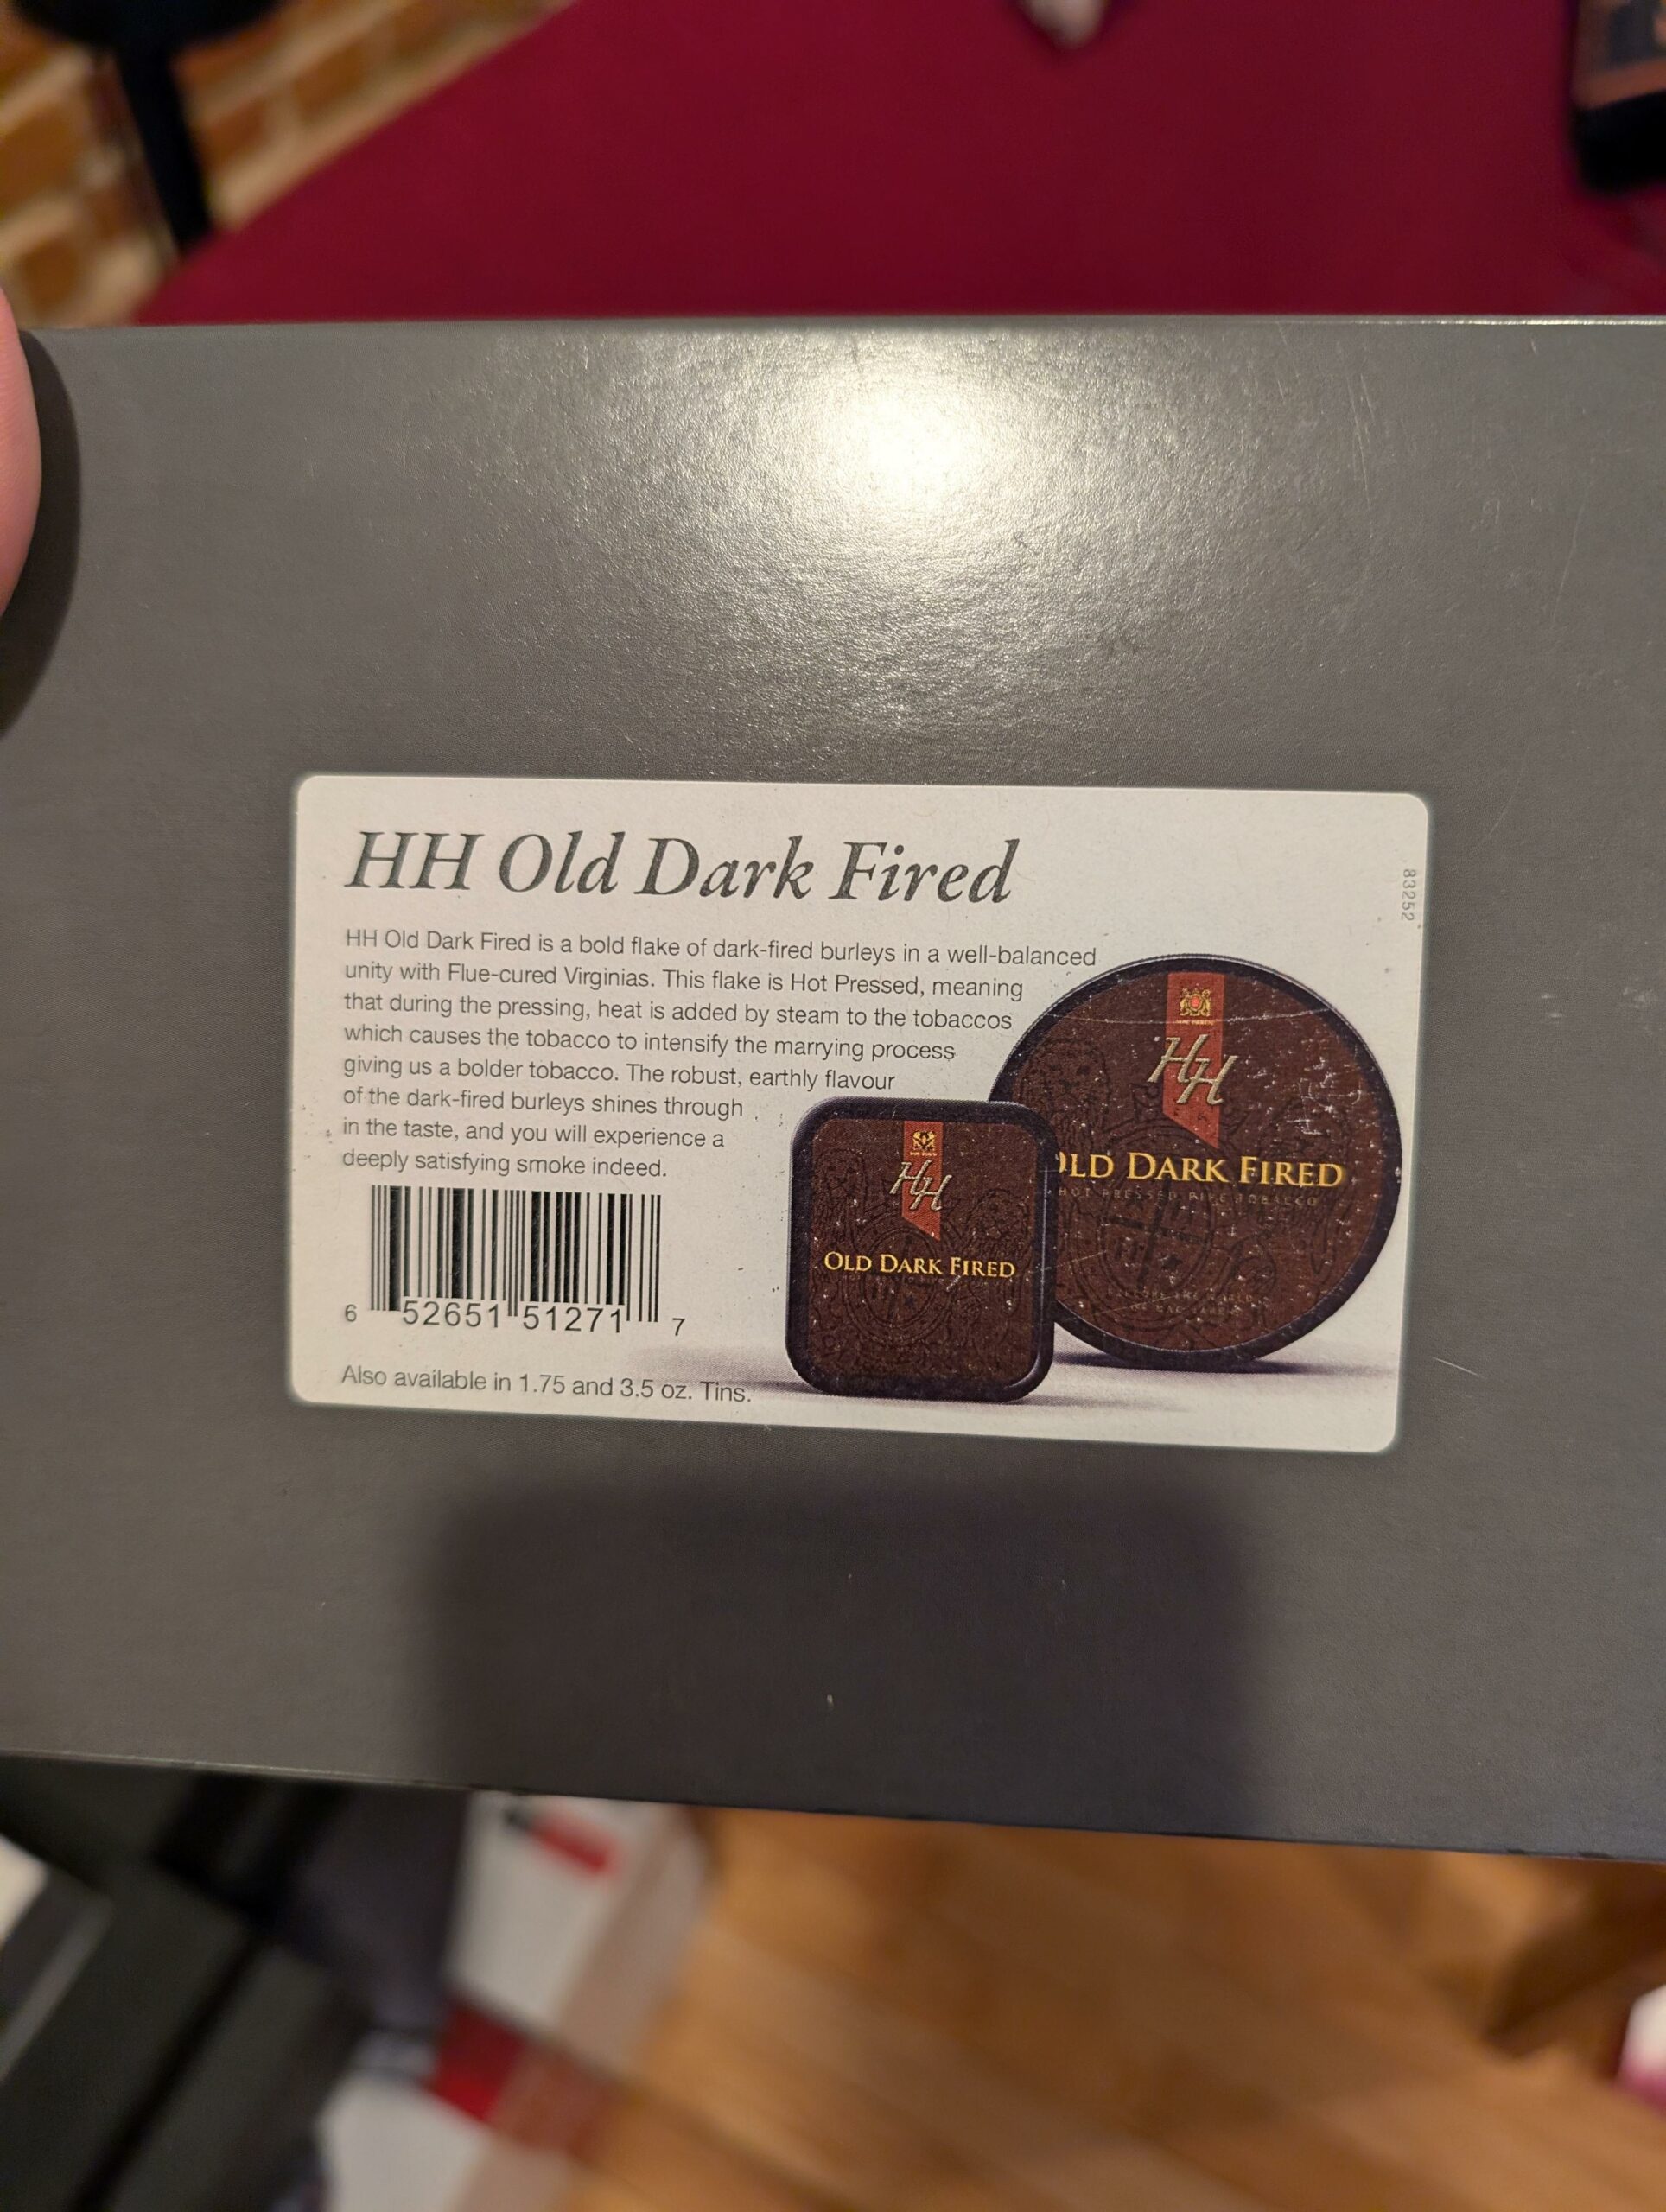 HH Old Dark Fired
83252
HH Old Dark Fired is a bold flake of dark-fired burleys in a well-balanced
unity with Flue-cured Virginias. This flake is Hot Pressed, meaning
that during the pressing, heat is added by steam to the tobaccos
which causes the tobacco to intensify the marrying process
giving us a bolder tobacco. The robust, earthly flavour
of the dark-fired burleys shines through
in the taste, and you will experience a
deeply satisfying smoke indeed.
6 52651 51271 7
Also available in 1.75 and 3.5 oz. Tins.
HH
OLD DARK FIRED
HH
OLD DARK FIRED
HOT PRESSED PIPE TOBACCO